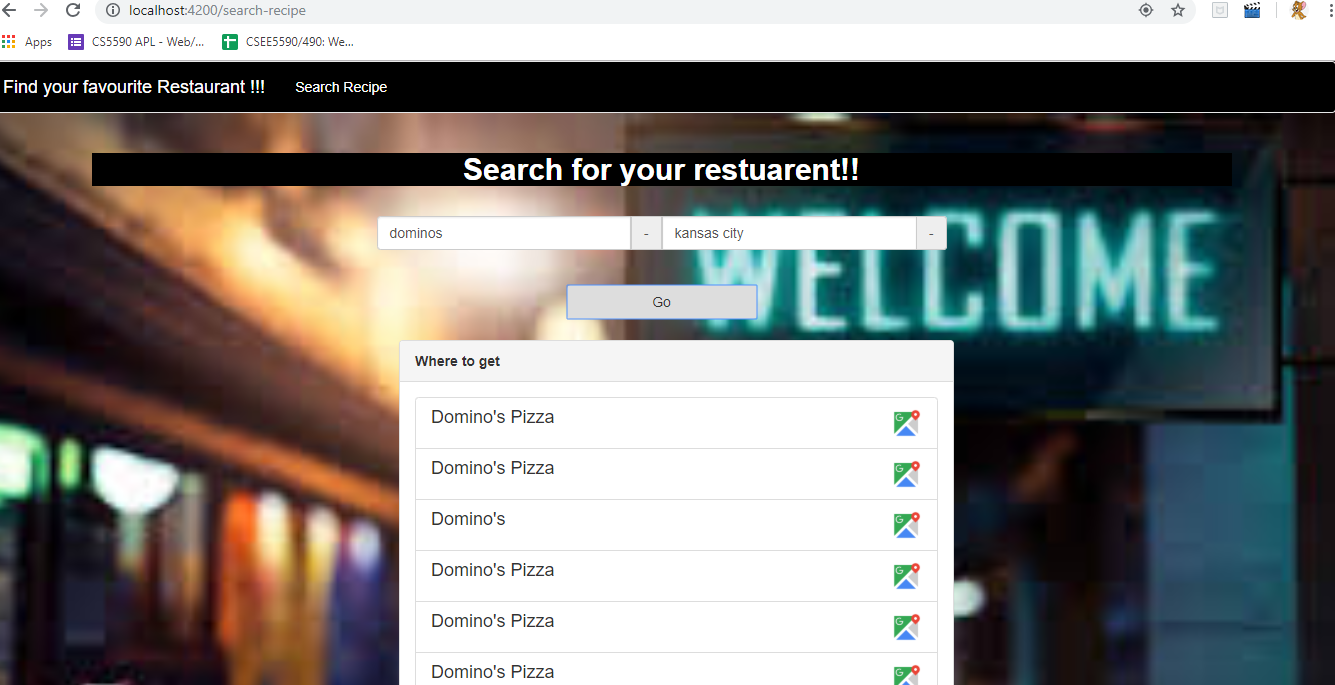 localhost:4200/search-recipe
Apps
CS5590 APL - Web/...
CSEE5590/490: We...
Find your favourite Restaurant !!!
Search Recipe
Search for your restuarent!!
WELCOME
dominos - kansas city -
Go
Where to get
Domino's Pizza
G
Domino's Pizza
G
Domino's
G
Domino's Pizza
G
Domino's Pizza
G
Domino's Pizza
G